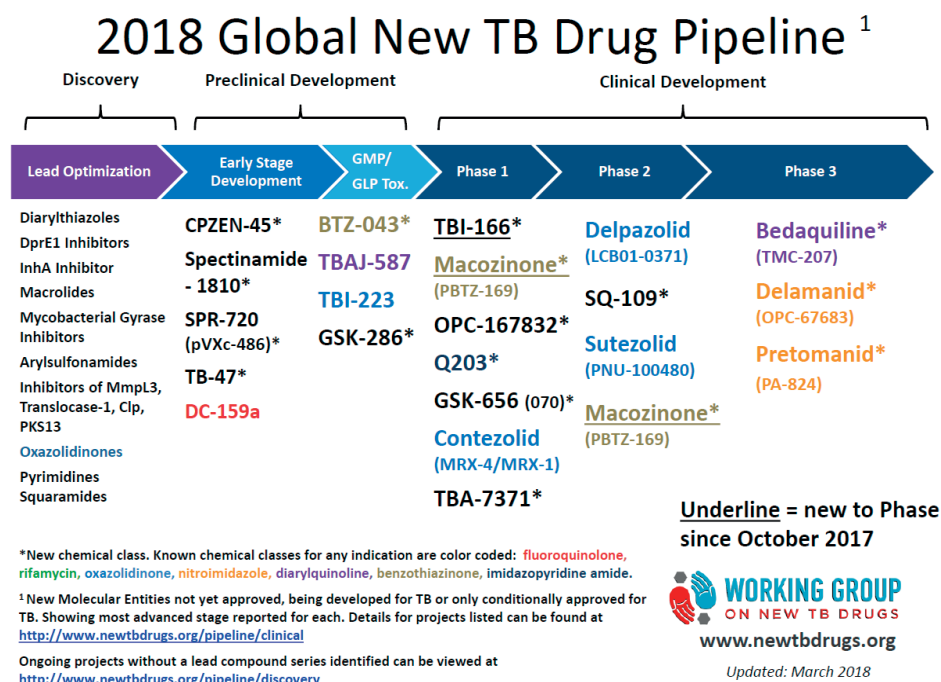 2018 Global New TB Drug Pipeline 1
Discovery
Preclinical Development
Clinical Development
Lead Optimization
Early Stage
Development
GMP/
GLP Tox.
Phase 1
Phase 2
Phase 3
Diarylthiazoles
DprE1 Inhibitors
InhA Inhibitor
Macrolides
Mycobacterial Gyrase
Inhibitors
Arylsulfonamides
Inhibitors of MmpL3,
Translocase-1, Clp,
PKS13
Oxazolidinones
Pyrimidines
Squaramides
CPZEN-45*
Spectinamide
- 1810*
SPR-720
(pVXc-486)*
TB-47*
DC-159a
BTZ-043*
TBAJ-587
TBI-223
GSK-286*
TBI-166*
Macozinone*
(PBTZ-169)
OPC-167832*
Q203*
GSK-656 (070)*
Contezolid
(MRX-4/MRX-1)
TBA-7371*
Delpazolid
(LCB01-0371)
SQ-109*
Sutezolid
(PNU-100480)
Macozinone*
(PBTZ-169)
Bedaquiline*
(TMC-207)
Delamanid*
(OPC-67683)
Pretomanid*
(PA-824)
Underline = new to Phase
since October 2017
*New chemical class. Known chemical classes for any indication are color coded: fluoroquinolone,
rifamycin, oxazolidinone, nitroimidazole, diarylquinoline, benzothiazinone, imidazopyridine amide.
1 New Molecular Entities not yet approved, being developed for TB or only conditionally approved for
TB. Showing most advanced stage reported for each. Details for projects listed can be found at
http://www.newtbdrugs.org/pipeline/clinical
Ongoing projects without a lead compound series identified can be viewed at
http://www.newtbdrugs.org/pipeline/discovery
WORKING GROUP
ON NEW TB DRUGS
www.newtbdrugs.org
Updated: March 2018